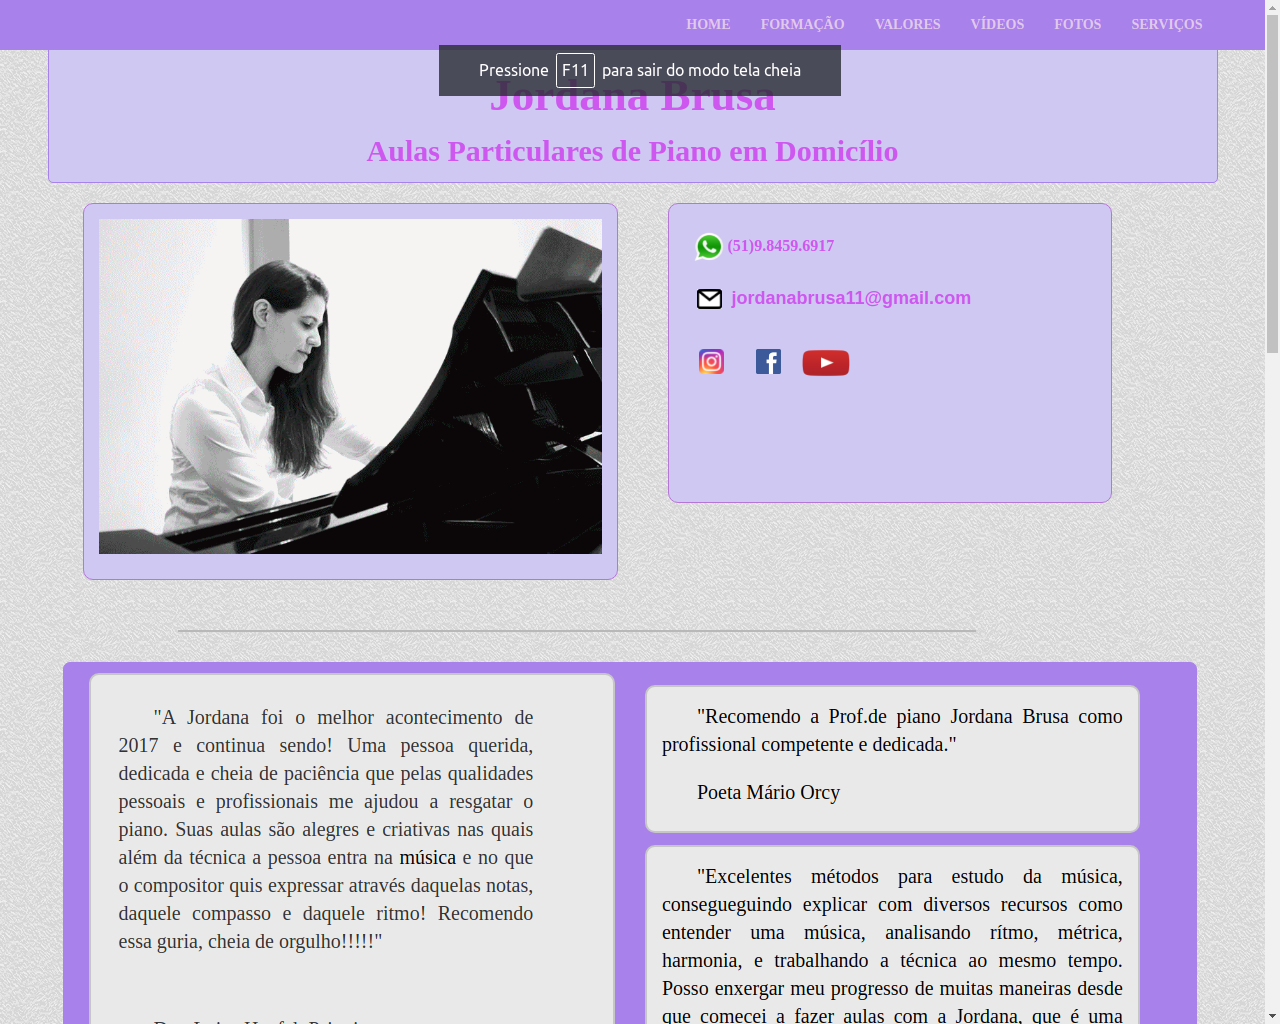 HOME FORMAÇÃO VALORES VÍDEOS FOTOS SERVIÇOS
Pressione F11 para sair do modo tela cheia
Jordana Brusa
Aulas Particulares de Piano em Domicílio
(51)9.8459.6917
jordanabrusa11@gmail.com
"A Jordana foi o melhor acontecimento de
2017 e continua sendo! Uma pessoa querida,
dedicada e cheia de paciência que pelas qualidades
pessoais e profissionais me ajudou a resgatar o
piano. Suas aulas são alegres e criativas nas quais
além da técnica a pessoa entra na música e no que
o compositor quis expressar através daquelas notas,
daquele compasso e daquele ritmo! Recomendo
essa guria, cheia de orgulho!!!!!"
"Recomendo a Prof.de piano Jordana Brusa como
profissional competente e dedicada."
Poeta Mário Orcy
"Excelentes métodos para estudo da música,
consegueguindo explicar com diversos recursos como
entender uma música, analisando rítmo, métrica,
harmonia, e trabalhando a técnica ao mesmo tempo.
Posso enxergar meu progresso de muitas maneiras desde
que comecei a fazer aulas com a Jordana, que é uma